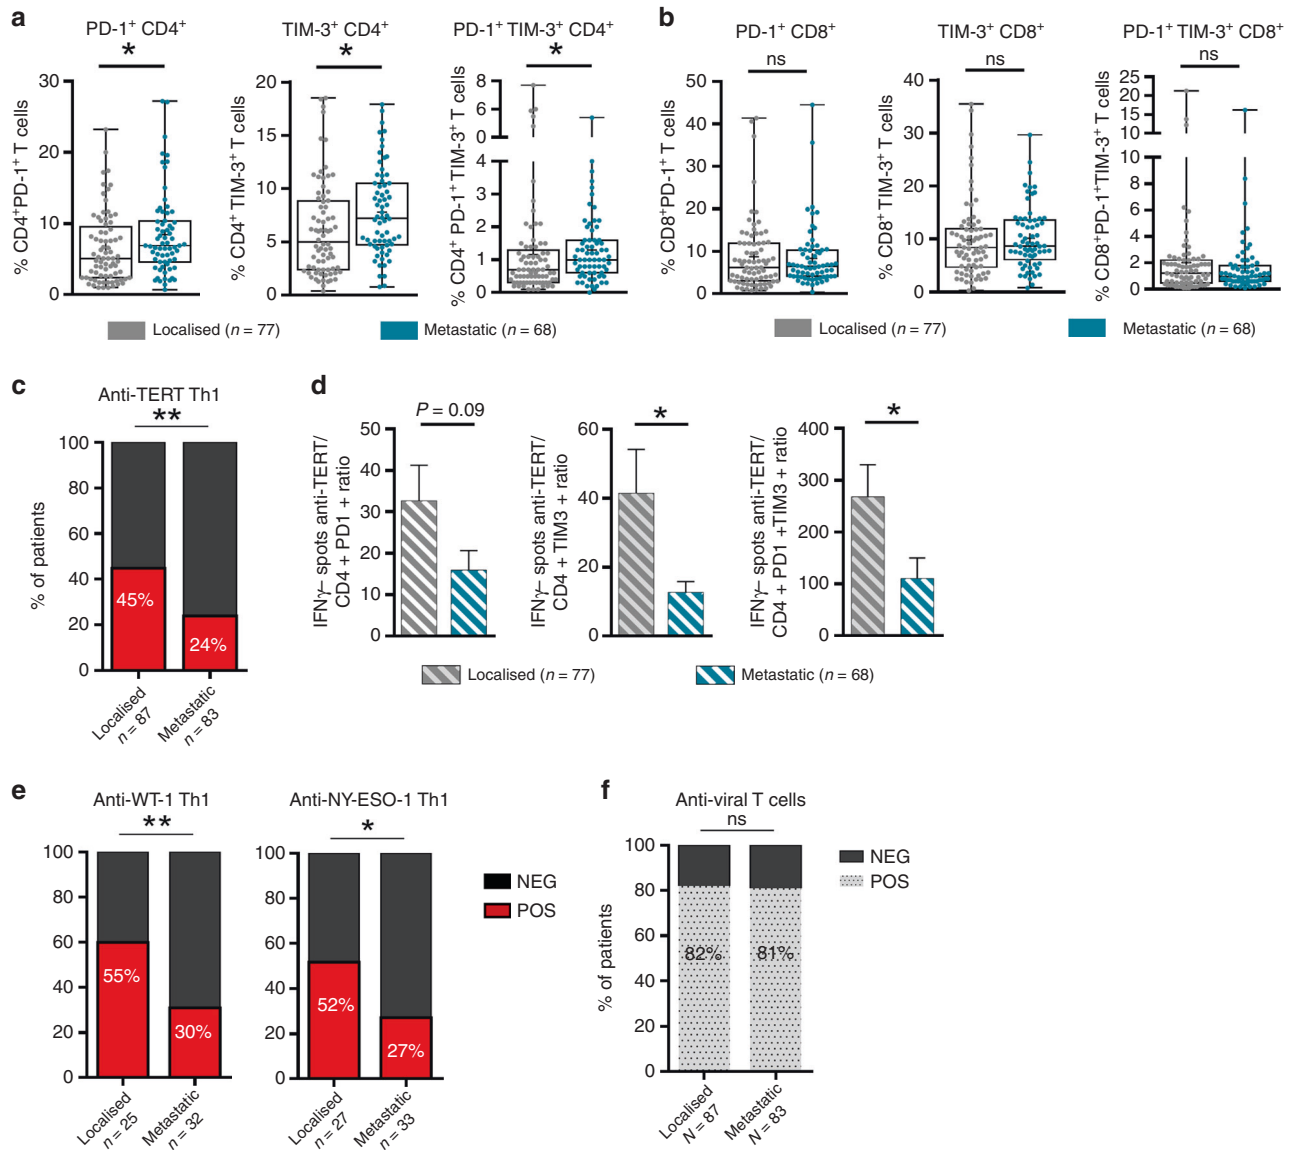 a
PD-1⁺ CD4⁺
*
% CD4⁺PD-1⁺ T cells
30
20
10
0
TIM-3⁺ CD4⁺
*
% CD4⁺ TIM-3⁺ T cells
20
15
10
5
0
PD-1⁺ TIM-3⁺ CD4⁺
*
% CD4⁺ PD-1⁺TIM-3⁺ T cells
8
6
0
4
3
2
1
0
Localised (n = 77)
Metastatic (n = 68)
b
PD-1⁺ CD8⁺
ns
% CD8⁺PD-1⁺ T cells
50
40
30
20
10
0
TIM-3⁺ CD8⁺
ns
% CD8⁺ TIM-3⁺ T cells
40
30
20
10
0
PD-1⁺ TIM-3⁺ CD8⁺
ns
% CD8⁺PD-1⁺TIM-3⁺ T cells
25
20
15
10
10
8
6
4
2
0
Localised (n = 77)
Metastatic (n = 68)
c
Anti-TERT Th1
**
% of patients
100
80
60
40
20
0
45%
24%
Localised
n = 87
Metastatic
n = 83
d
P = 0.09
IFNγ– spots anti-TERT/
CD4 + PD1 + ratio
50
40
30
20
10
0
*
IFNγ– spots anti-TERT/
CD4 + TIM3 + ratio
60
40
20
0
*
IFNγ– spots anti-TERT/
CD4 + PD1 +TIM3 + ratio
400
300
200
100
0
Localised (n = 77)
Metastatic (n = 68)
e
Anti-WT-1 Th1
**
100
80
60
40
20
0
55%
30%
Localised
n = 25
Metastatic
n = 32
Anti-NY-ESO-1 Th1
*
100
80
60
40
20
0
52%
27%
Localised
n = 27
Metastatic
n = 33
NEG
POS
f
Anti-viral T cells
ns
% of patients
100
80
60
40
20
0
82%
81%
Localised
N = 87
Metastatic
N = 83
NEG
POS